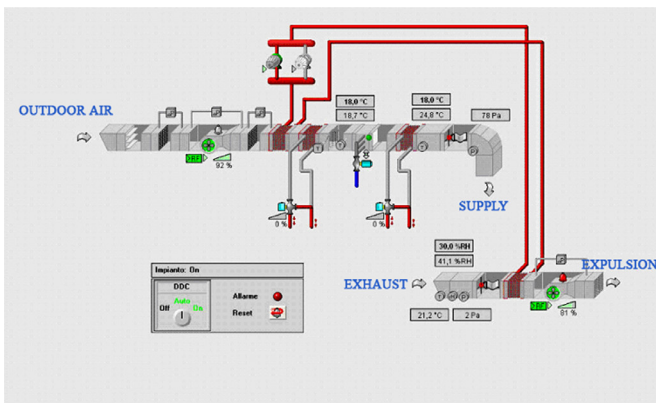 OUTDOOR AIR
18,0 °C
18,7 °C
18,0 °C
24,8 °C
78 Pa
92 %
SUPPLY
0 %
0 %
30,0 %RH
41,1 %RH
EXPULSION
EXHAUST
21,2 °C
2 Pa
81 %
Impianto: On
DDC
Auto
Off
On
Allarme
Reset